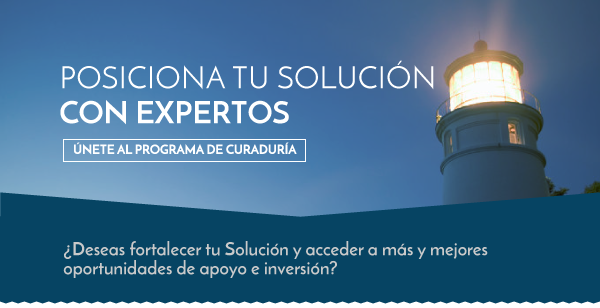 POSICIONA TU SOLUCIÓN
CON EXPERTOS
ÚNETE AL PROGRAMA DE CURADURÍA
¿Deseas fortalecer tu Solución y acceder a más y mejores
oportunidades de apoyo e inversión?